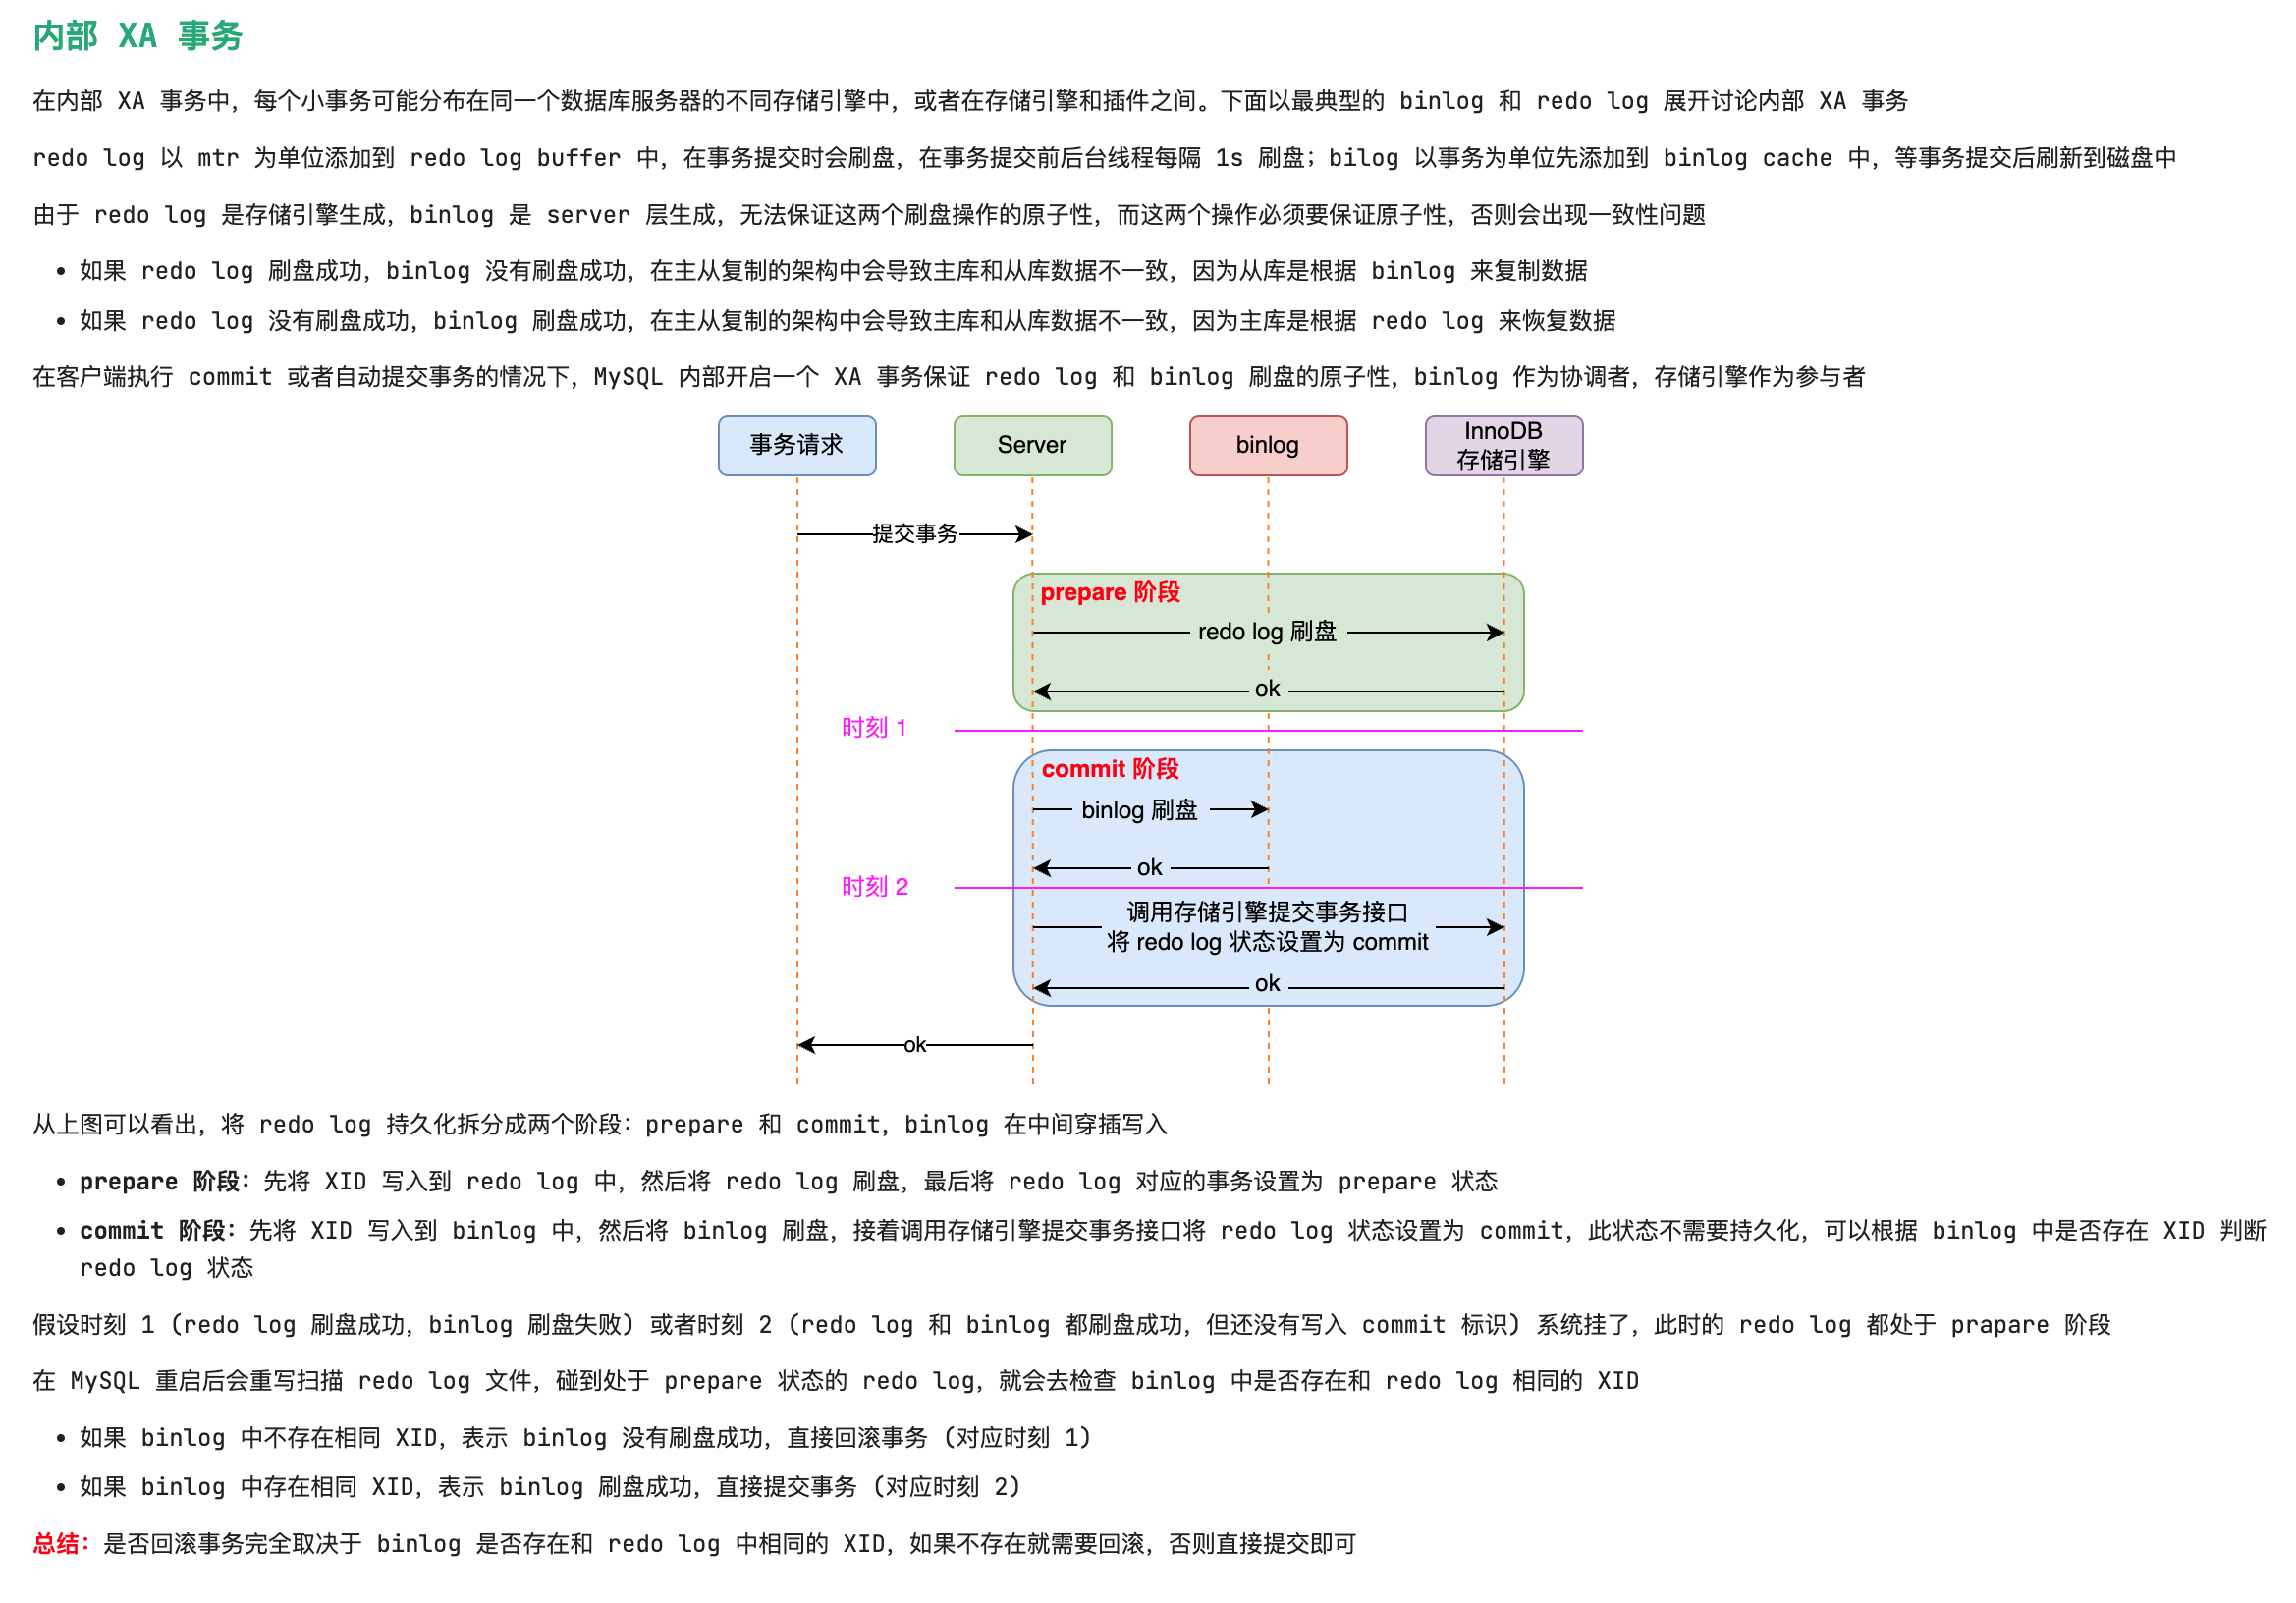 内部 XA 事务
在内部 XA 事务中，每个小事务可能分布在同一个数据库服务器的不同存储引擎中，或者在存储引擎和插件之间。下面以最典型的 binlog 和 redo log 展开讨论内部 XA 事务
redo log 以 mtr 为单位添加到 redo log buffer 中，在事务提交时会刷盘，在事务提交前后台线程每隔 1s 刷盘；bilog 以事务为单位先添加到 binlog cache 中，等事务提交后刷新到磁盘中
由于 redo log 是存储引擎生成，binlog 是 server 层生成，无法保证这两个刷盘操作的原子性，而这两个操作必须要保证原子性，否则会出现一致性问题
• 如果 redo log 刷盘成功，binlog 没有刷盘成功，在主从复制的架构中会导致主库和从库数据不一致，因为从库是根据 binlog 来复制数据
• 如果 redo log 没有刷盘成功，binlog 刷盘成功，在主从复制的架构中会导致主库和从库数据不一致，因为主库是根据 redo log 来恢复数据
在客户端执行 commit 或者自动提交事务的情况下，MySQL 内部开启一个 XA 事务保证 redo log 和 binlog 刷盘的原子性，binlog 作为协调者，存储引擎作为参与者
事务请求
Server
binlog
InnoDB
存储引擎
提交事务
prepare 阶段
redo log 刷盘
ok
时刻 1
commit 阶段
binlog 刷盘
ok
时刻 2
调用存储引擎提交事务接口
将 redo log 状态设置为 commit
ok
ok
从上图可以看出，将 redo log 持久化拆分成两个阶段：prepare 和 commit，binlog 在中间穿插写入
• prepare 阶段：先将 XID 写入到 redo log 中，然后将 redo log 刷盘，最后将 redo log 对应的事务设置为 prepare 状态
• commit 阶段：先将 XID 写入到 binlog 中，然后将 binlog 刷盘，接着调用存储引擎提交事务接口将 redo log 状态设置为 commit，此状态不需要持久化，可以根据 binlog 中是否存在 XID 判断
redo log 状态
假设时刻 1 (redo log 刷盘成功，binlog 刷盘失败) 或者时刻 2 (redo log 和 binlog 都刷盘成功，但还没有写入 commit 标识) 系统挂了，此时的 redo log 都处于 prapare 阶段
在 MySQL 重启后会重写扫描 redo log 文件，碰到处于 prepare 状态的 redo log，就会去检查 binlog 中是否存在和 redo log 相同的 XID
• 如果 binlog 中不存在相同 XID，表示 binlog 没有刷盘成功，直接回滚事务 (对应时刻 1)
• 如果 binlog 中存在相同 XID，表示 binlog 刷盘成功，直接提交事务 (对应时刻 2)
总结：是否回滚事务完全取决于 binlog 是否存在和 redo log 中相同的 XID，如果不存在就需要回滚，否则直接提交即可